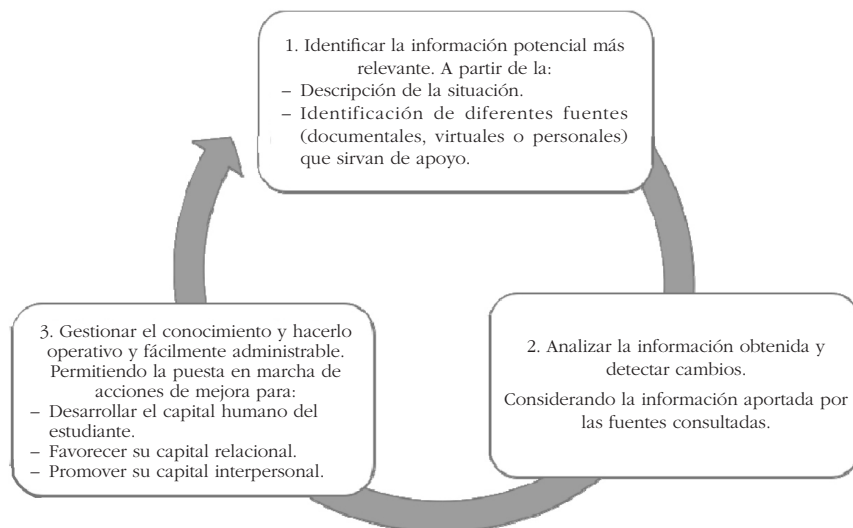 1. Identificar la información potencial más
relevante. A partir de la:
– Descripción de la situación.
– Identificación de diferentes fuentes
(documentales, virtuales o personales)
que sirvan de apoyo.
2. Analizar la información obtenida y
detectar cambios.
Considerando la información aportada por
las fuentes consultadas.
3. Gestionar el conocimiento y hacerlo
operativo y fácilmente administrable.
Permitiendo la puesta en marcha de
acciones de mejora para:
– Desarrollar el capital humano del
estudiante.
– Favorecer su capital relacional.
– Promover su capital interpersonal.